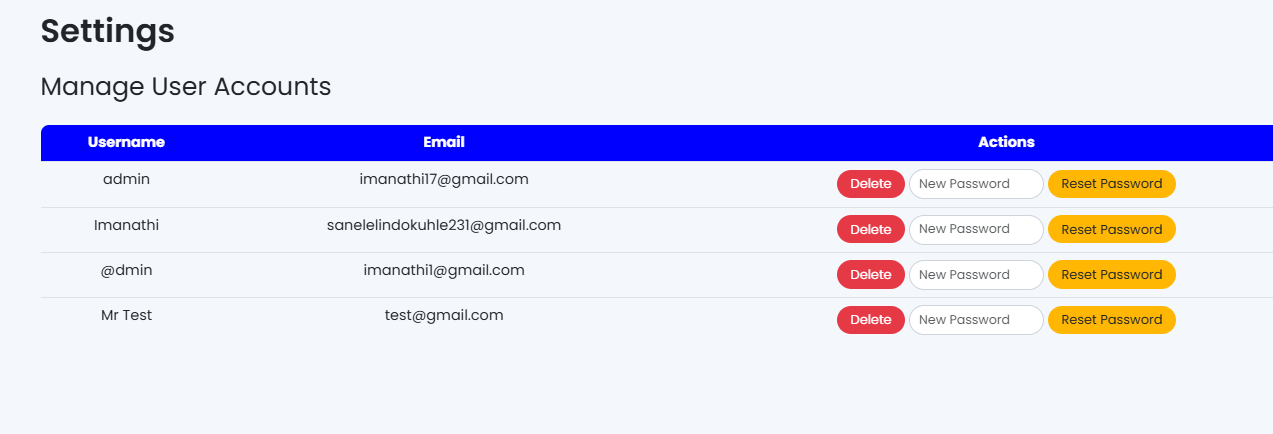 Settings
Manage User Accounts
Username Email Actions
admin imanathi17@gmail.com Delete New Password Reset Password
Imanathi sanelelindokuhle231@gmail.com Delete New Password Reset Password
@dmin imanathi1@gmail.com Delete New Password Reset Password
Mr Test test@gmail.com Delete New Password Reset Password